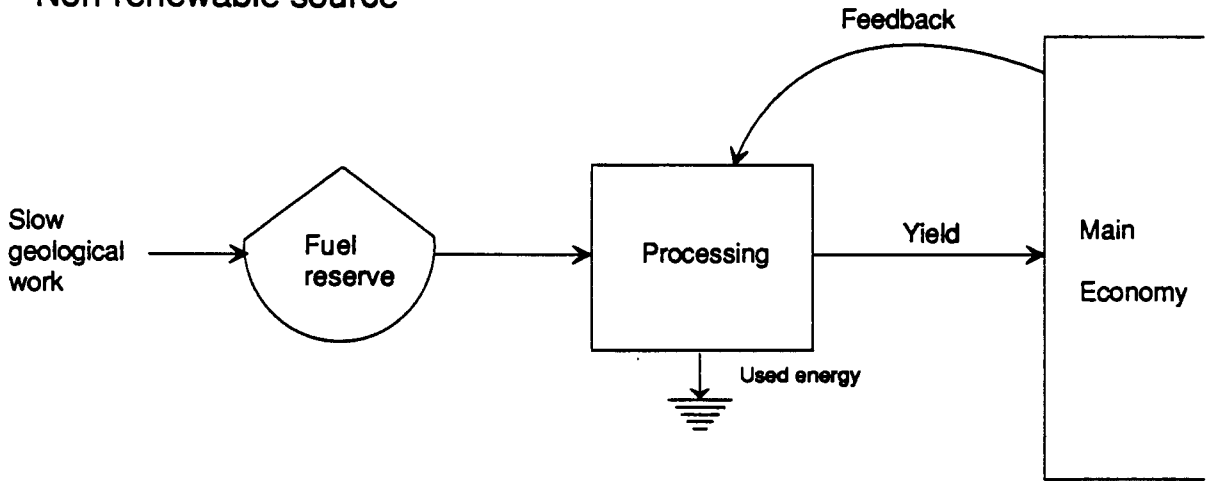 Non renewable source
Feedback
Slow
geological
work
Fuel
reserve
Processing
Yield
Main
Economy
Used energy